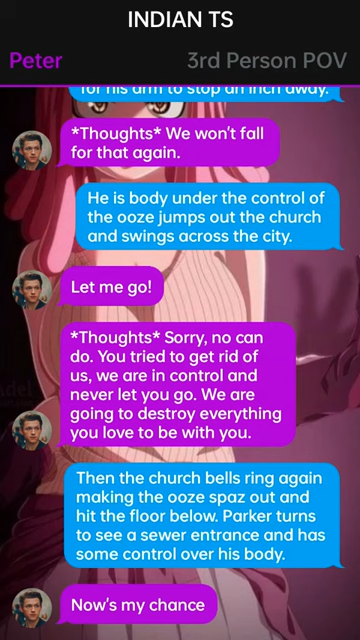 INDIAN TS
Peter
3rd Person POV
for his arm to stop an inch away.
*Thoughts* We won't fall
for that again.
He is body under the control of
the ooze jumps out the church
and swings across the city.
Let me go!
*Thoughts* Sorry, no can
do. You tried to get rid of
us, we are in control and
never let you go. We are
going to destroy everything
you love to be with you.
Then the church bells ring again
making the ooze spaz out and
hit the floor below. Parker turns
to see a sewer entrance and has
some control over his body.
Now's my chance